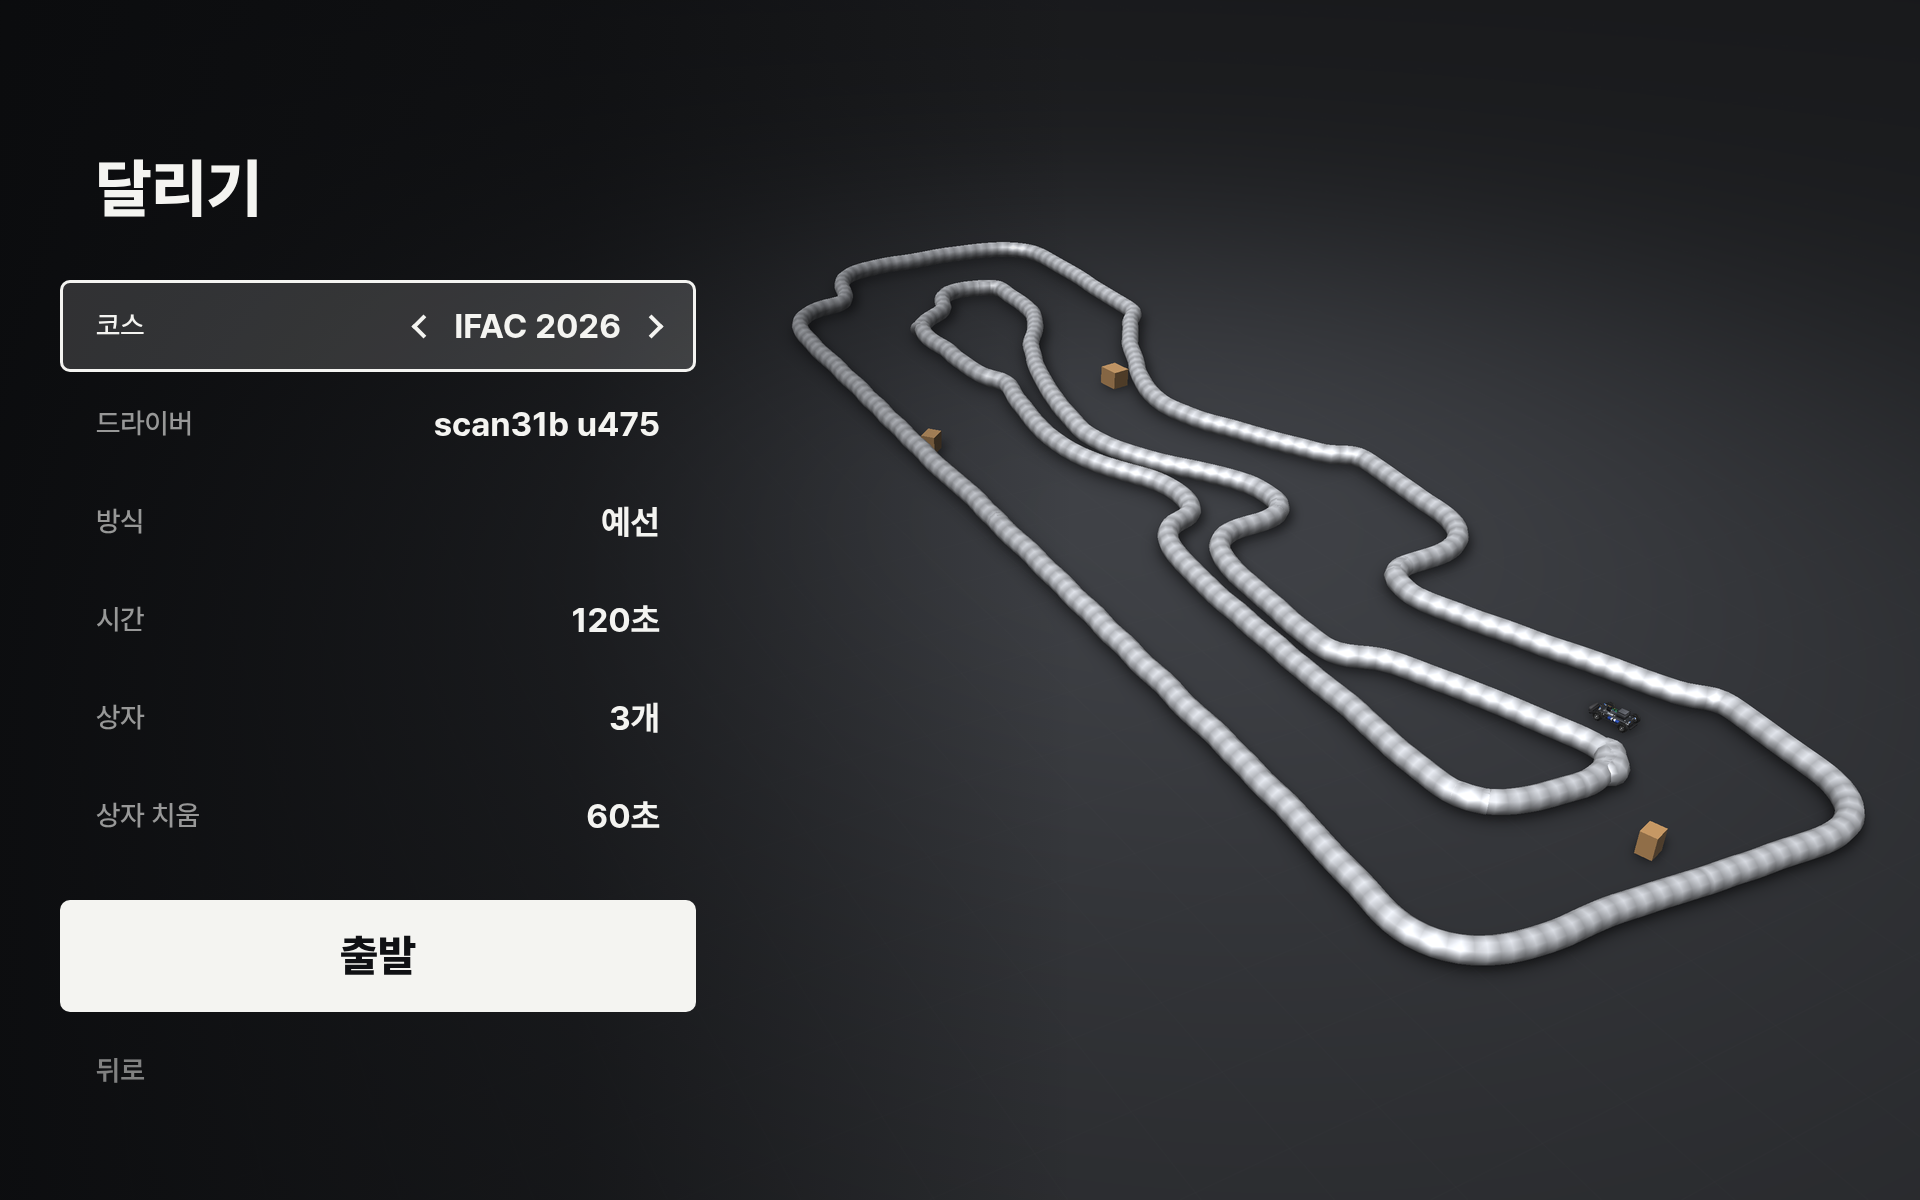 달리기
코스 IFAC 2026
드라이버 scan31b u475
방식 예선
시간 120초
상자 3개
상자 치움 60초
출발
뒤로